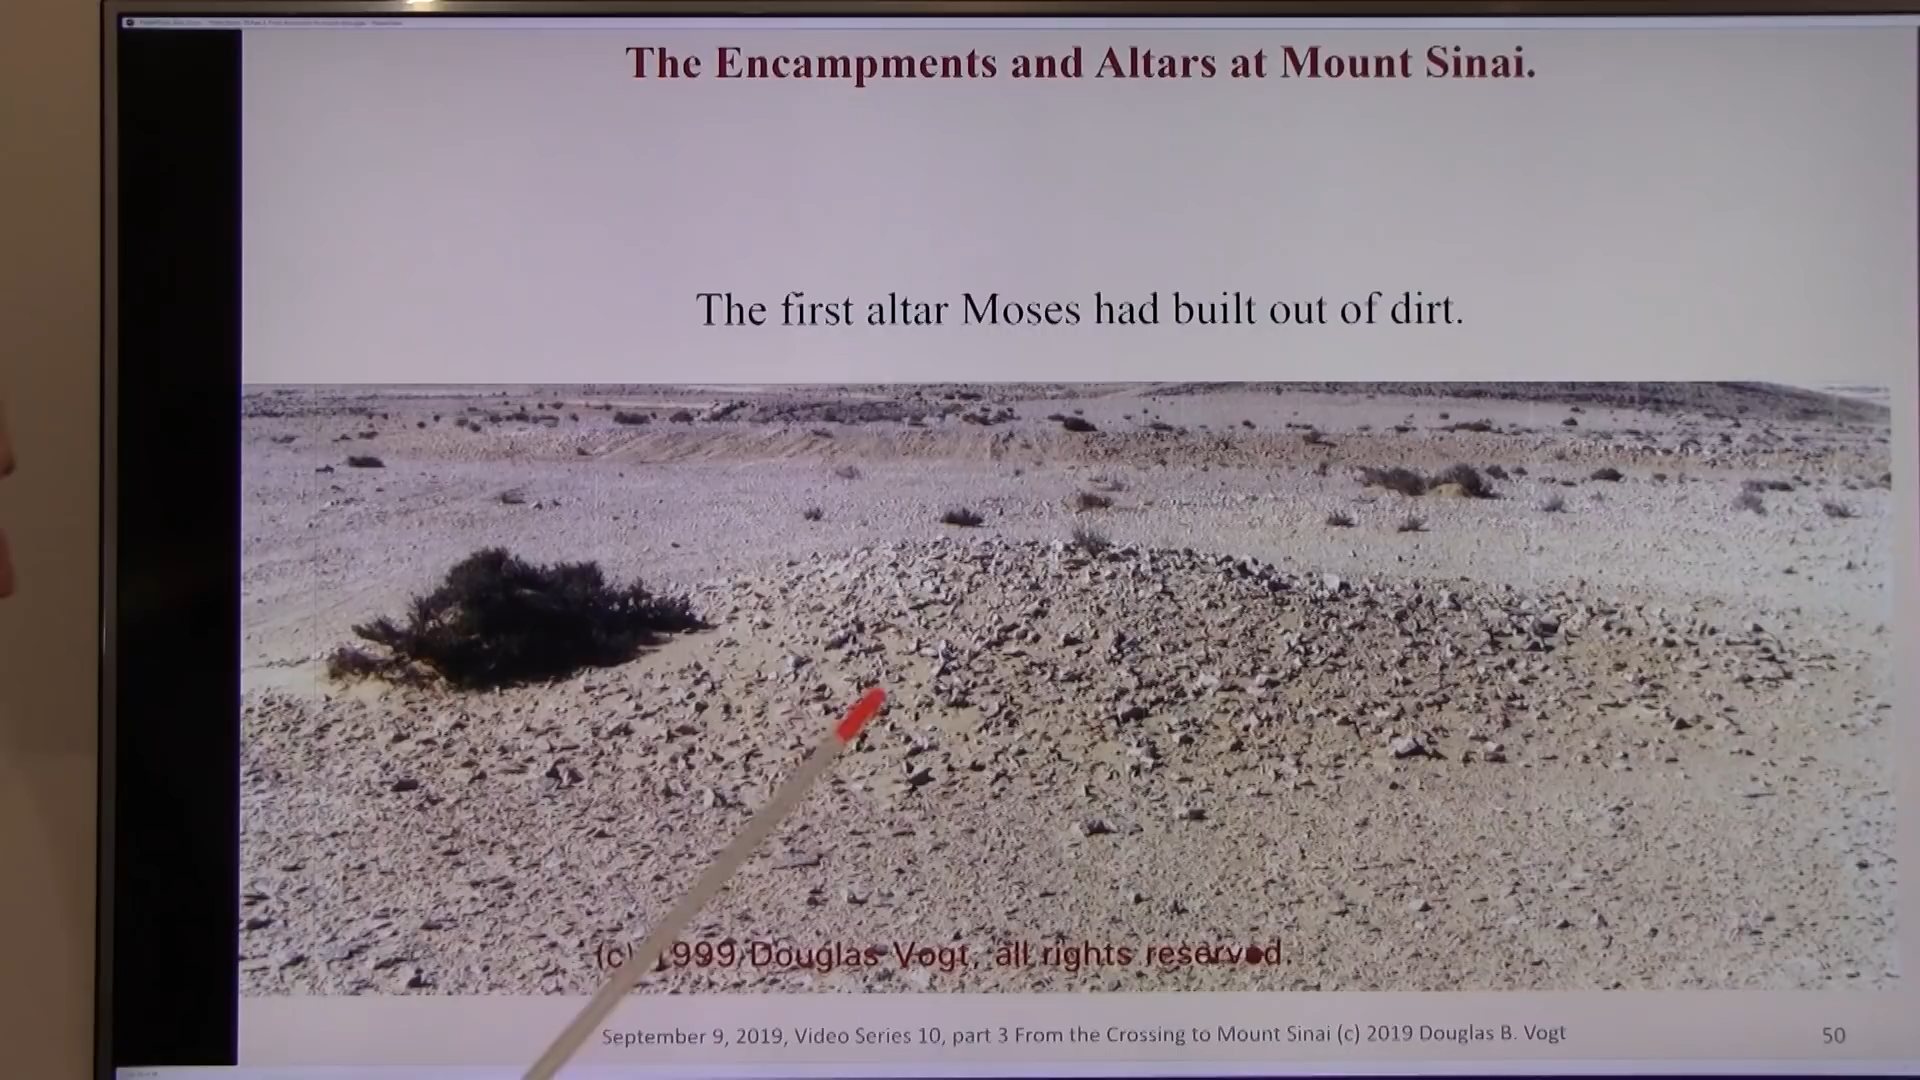 The Encampments and Altars at Mount Sinai.
The first altar Moses had built out of dirt.
1999 Douglas Vogt, all rights reserved.
September 9, 2019, Video Series 10, part 3 From the Crossing to Mount Sinai (c) 2019 Douglas B. Vogt
50